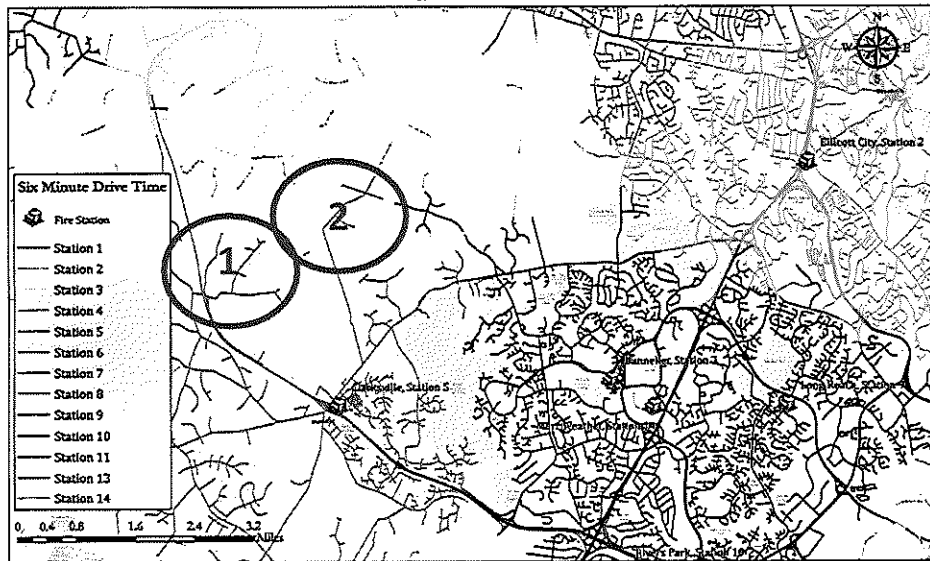 N
W E
S
Ellicott City, Station 2
Six Minute Drive Time
Fire Station
Station 1
Station 2
Station 3
Station 4
Station 5
Station 6
Station 7
Station 8
Station 9
Station 10
Station 11
Station 13
Station 14
1
2
Clarksville, Station 5
Banneker, Station 7
Station
Park, Station 10
0 0.4 0.8 1.6 2.4 3.2
Miles